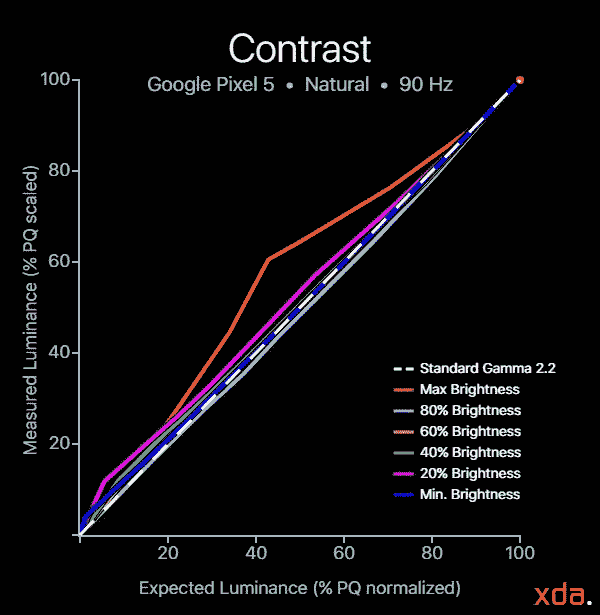 Contrast
Google Pixel 5 • Natural • 90 Hz
100
80
60
40
20
Measured Luminance (% PQ scaled)
Standard Gamma 2.2
Max Brightness
80% Brightness
60% Brightness
40% Brightness
20% Brightness
Min. Brightness
20 40 60 80 100
Expected Luminance (% PQ normalized)
xda.